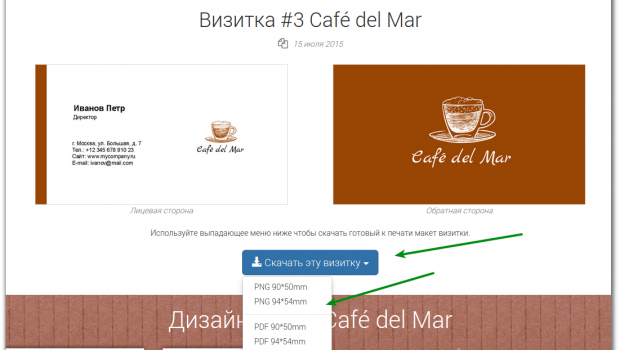 Визитка #3 Café del Mar
15 июля 2015
Иванов Петр
Директор
г. Москва, ул. Большая, д. 7
Тел.: +12 345 678 910 23
Сайт: www.mycompany.ru
E-mail: ivanov@mail.com
Café del Mar
Café del Mar
Лицевая сторона
Обратная сторона
Используйте выпадающее меню ниже чтобы скачать готовый к печати макет визитки.
Скачать эту визитку
PNG 90*50mm
PNG 94*54mm
Дизайн Café del Mar
PDF 90*50mm
PDF 94*54mm